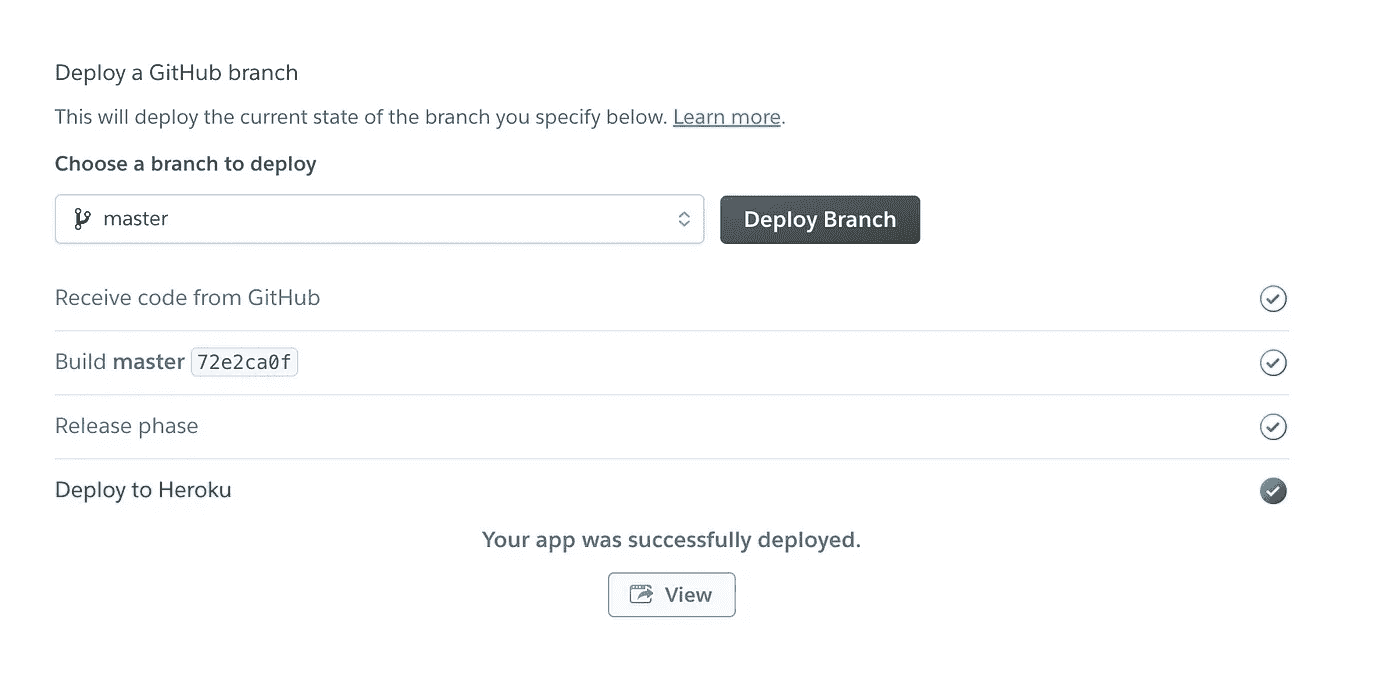 Deploy a GitHub branch
This will deploy the current state of the branch you specify below. Learn more.
Choose a branch to deploy
master
Deploy Branch
Receive code from GitHub
Build master 72e2ca0f
Release phase
Deploy to Heroku
Your app was successfully deployed.
View